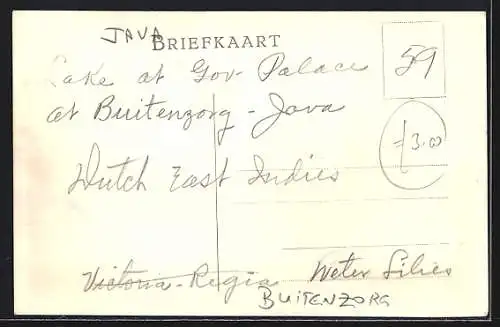 JAVA
BRIEFKAART
59
Lake at Gov. Palace
at Buitenzorg - Java
3.00
Dutch East Indies
Victoria - Regia Weter Lilies
BUITENZORG